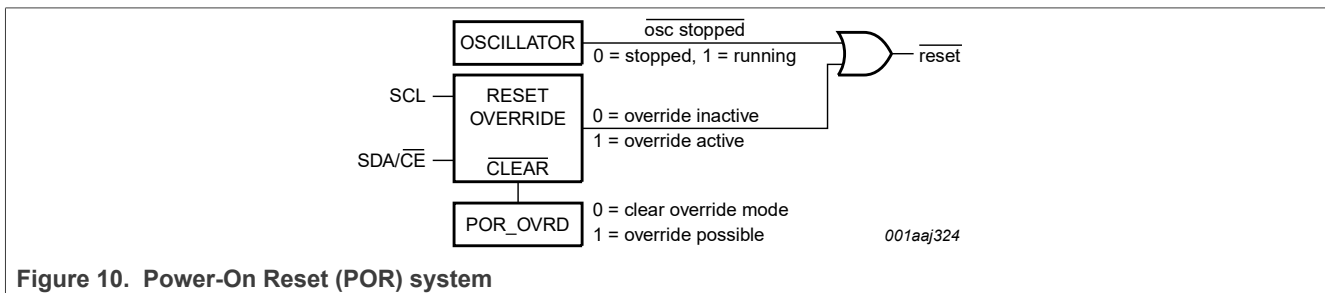 OSCILLATOR
osc stopped
0 = stopped, 1 = running
reset
SCL
RESET
OVERRIDE
0 = override inactive
1 = override active
SDA/CE
CLEAR
POR_OVRD
0 = clear override mode
1 = override possible
001aaj324
Figure 10. Power-On Reset (POR) system